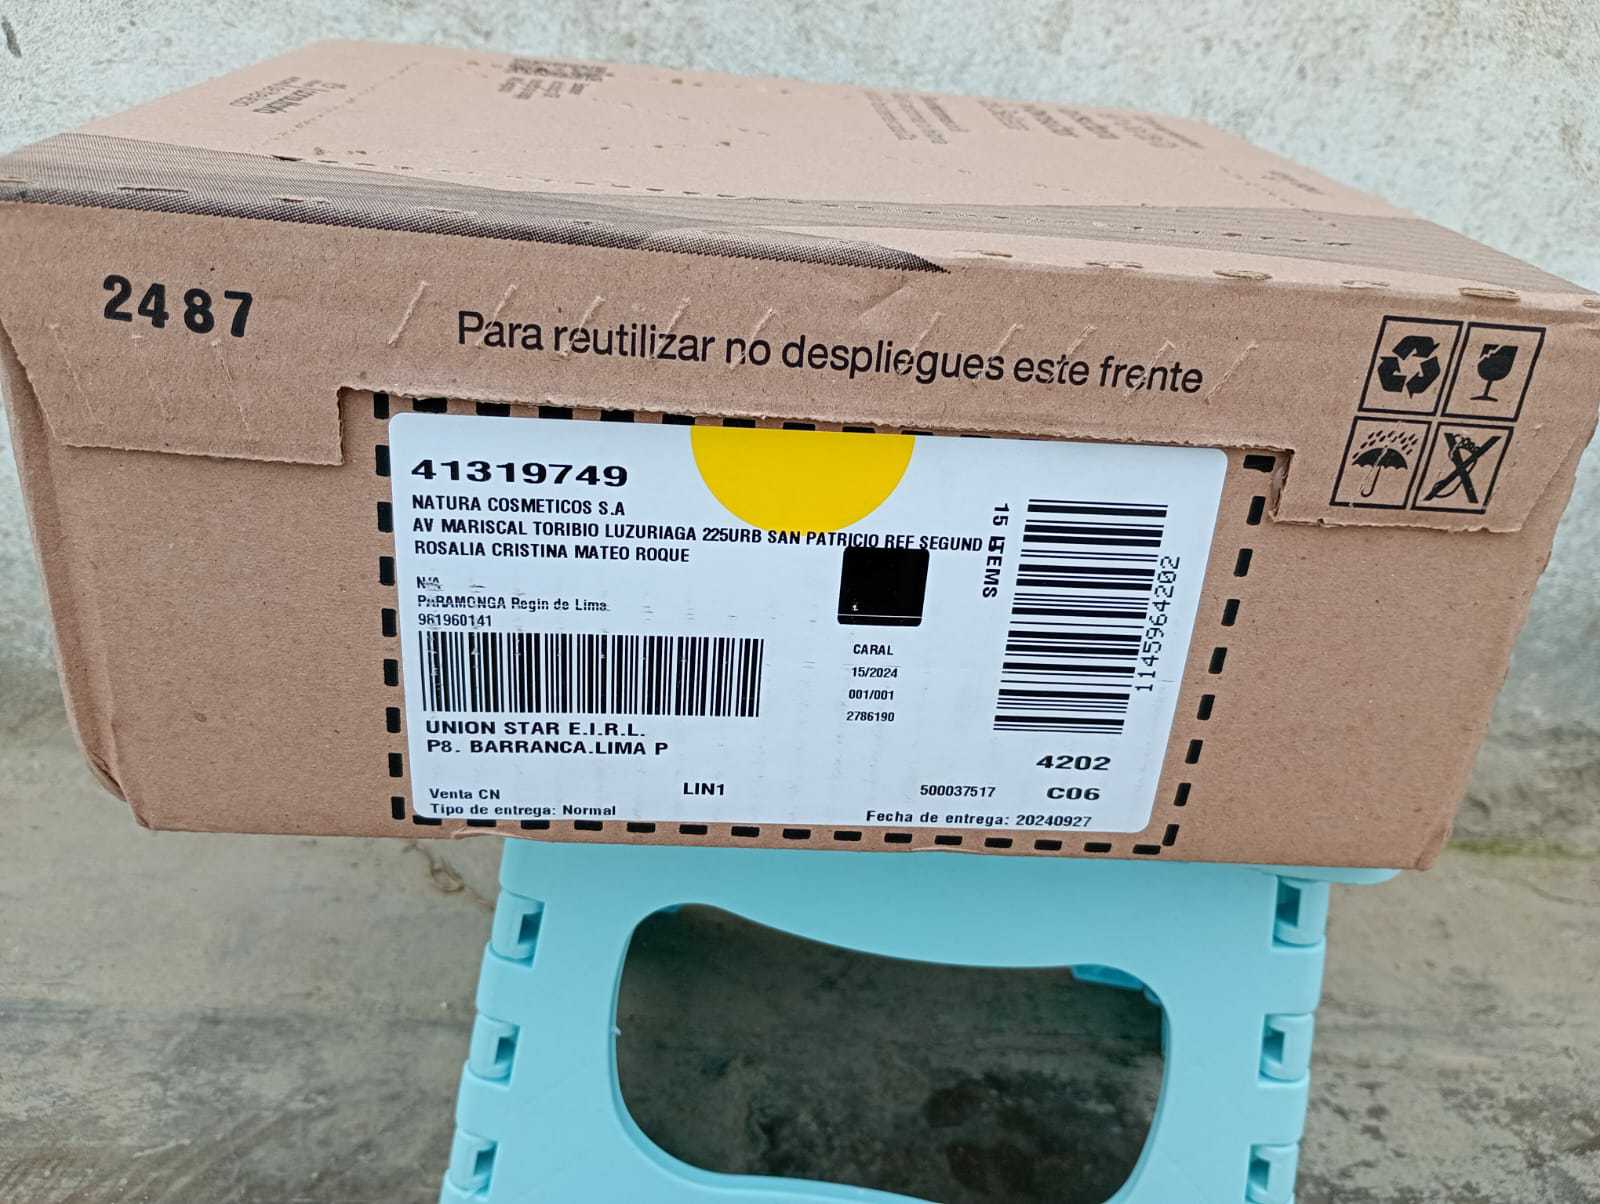 2487
Para reutilizar no despliegues este frente
41319749
NATURA COSMETICOS S.A
AV MARISCAL TORIBIO LUZURIAGA 225URB SAN PATRICIO REF SEGUND
ROSALIA CRISTINA MATEO ROQUE
N/A
PARAMONGA Regin de Lima.
961960141
UNION STAR E.I.R.L.
P8. BARRANCA.LIMA P
Venta CN
Tipo de entrega: Normal
LIN1
CARAL
15/2024
001/001
2786190
15 ITEMS
1145964202
4202
500037517
C06
Fecha de entrega: 20240927